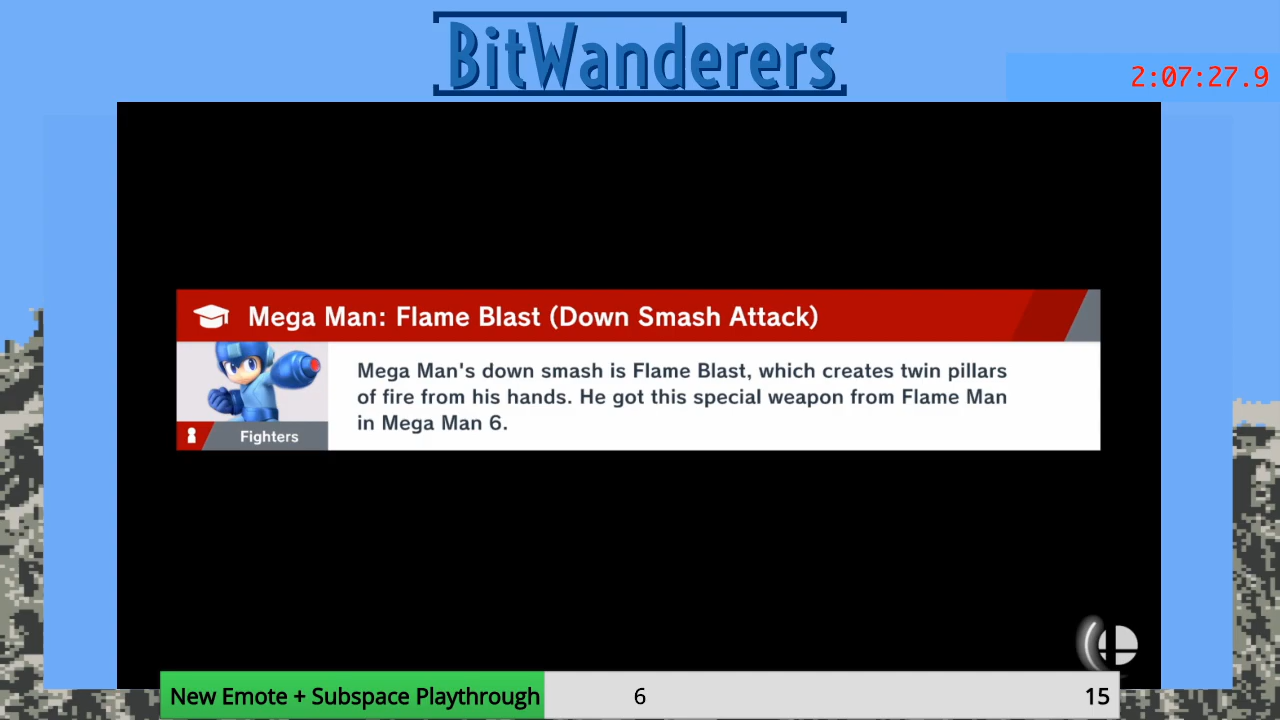 BitWanderers
2:07:27.9
Mega Man: Flame Blast (Down Smash Attack)
Mega Man's down smash is Flame Blast, which creates twin pillars
of fire from his hands. He got this special weapon from Flame Man
in Mega Man 6.
Fighters
New Emote + Subspace Playthrough 6 15